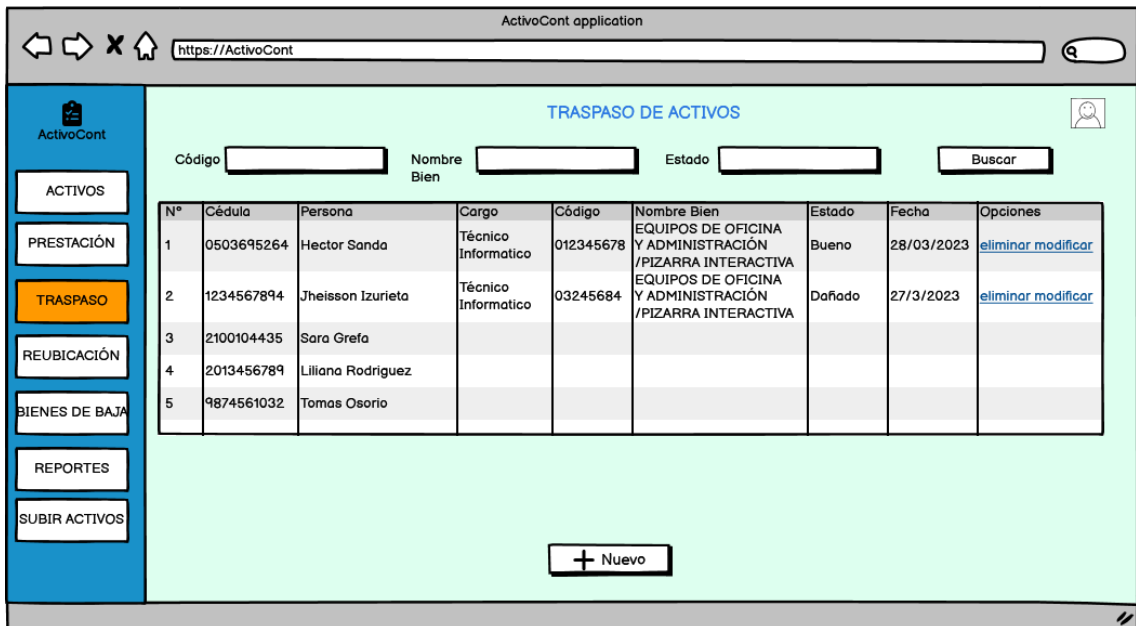 ActivoCont application
https://ActivoCont
ActivoCont
ACTIVOS
PRESTACIÓN
TRASPASO
REUBICACIÓN
BIENES DE BAJA
REPORTES
SUBIR ACTIVOS
TRASPASO DE ACTIVOS
Código
Nombre
Bien
Estado
Buscar
Nº Cédula Persona Cargo Código Nombre Bien Estado Fecha Opciones
1 0503695264 Hector Sanda Técnico Informatico 012345678 EQUIPOS DE OFICINA Y ADMINISTRACIÓN /PIZARRA INTERACTIVA Bueno 28/03/2023 eliminar modificar
2 1234567894 Jheisson Izurieta Técnico Informatico 03245684 EQUIPOS DE OFICINA Y ADMINISTRACIÓN /PIZARRA INTERACTIVA Dañado 27/3/2023 eliminar modificar
3 2100104435 Sara Grefa
4 2013456789 Liliana Rodriguez
5 9874561032 Tomas Osorio
Nuevo